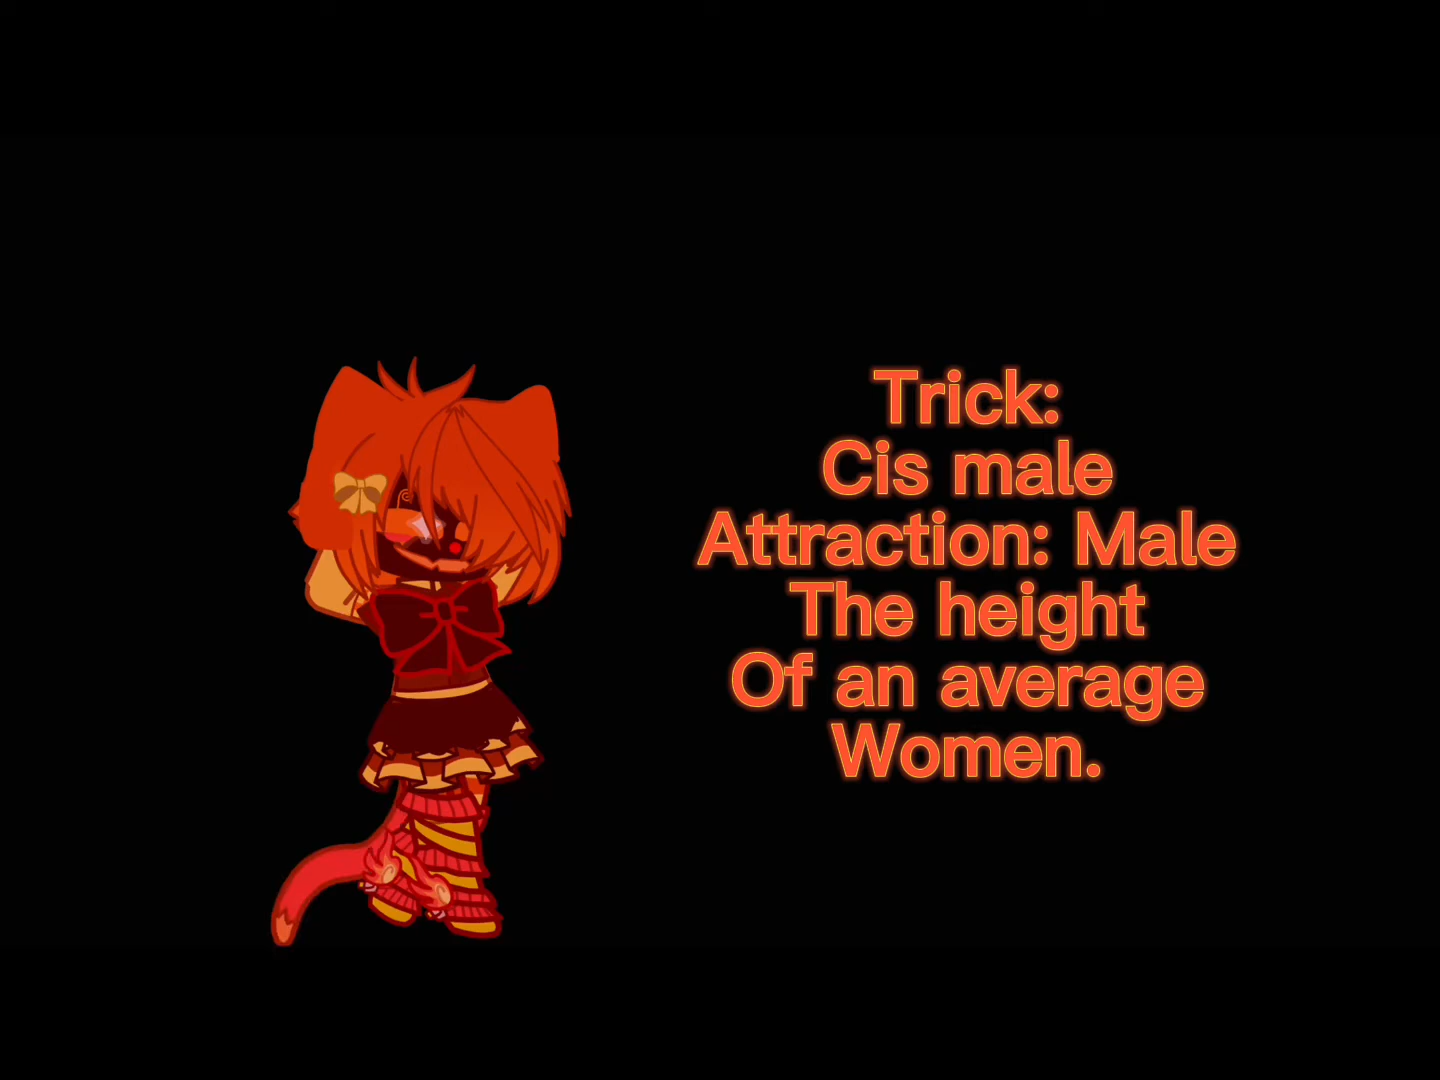 Trick:
Cis male
Attraction: Male
The height
Of an average
Women.